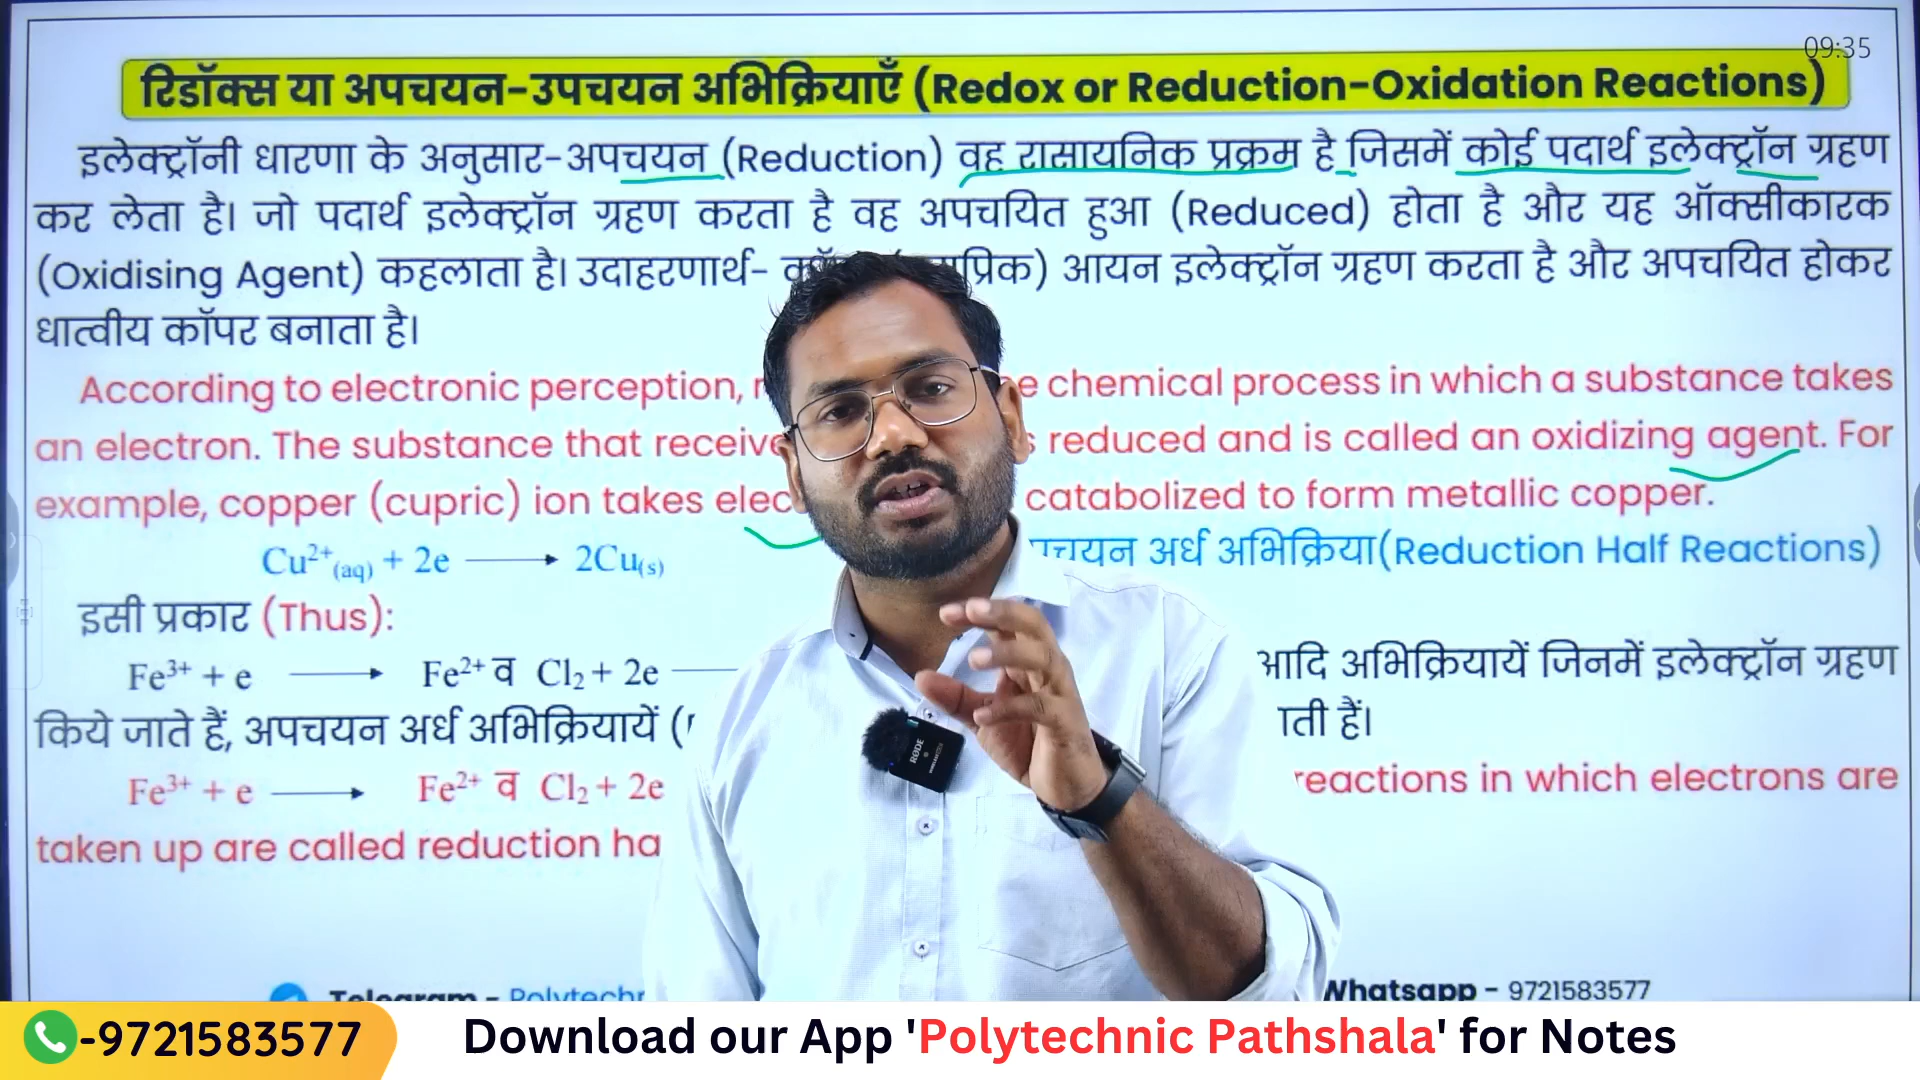 09:35
रिडॉक्स या अपचयन-उपचयन अभिक्रियाएँ (Redox or Reduction-Oxidation Reactions)
इलेक्ट्रॉनी धारणा के अनुसार-अपचयन (Reduction) वह रासायनिक प्रक्रम है जिसमें कोई पदार्थ इलेक्ट्रॉन ग्रहण
कर लेता है। जो पदार्थ इलेक्ट्रॉन ग्रहण करता है वह अपचयित हुआ (Reduced) होता है और यह ऑक्सीकारक
(Oxidising Agent) कहलाता है। उदाहरणार्थ- आयन इलेक्ट्रॉन ग्रहण करता है और अपचयित होकर
धात्वीय कॉपर बनाता है।
According to electronic perception, chemical process in which a substance takes
an electron. The substance that reduced and is called an oxidizing agent. For
example, copper (cupric) ion takes catabolized to form metallic copper.
Cu²⁺(aq) + 2e ⟶ 2Cu(s) अर्ध अभिक्रिया(Reduction Half Reactions)
इसी प्रकार (Thus):
Fe³⁺ + e ⟶ Fe²⁺ व Cl₂ + 2e आदि अभिक्रियायें जिनमें इलेक्ट्रॉन ग्रहण
किये जाते हैं, अपचयन अर्ध अभिक्रियायें ( हैं।
Fe³⁺ + e ⟶ Fe²⁺ व Cl₂ + 2e reactions in which electrons are
taken up are called reduction
Telegram - Whatsapp - 9721583577
-9721583577 Download our App 'Polytechnic Pathshala' for Notes